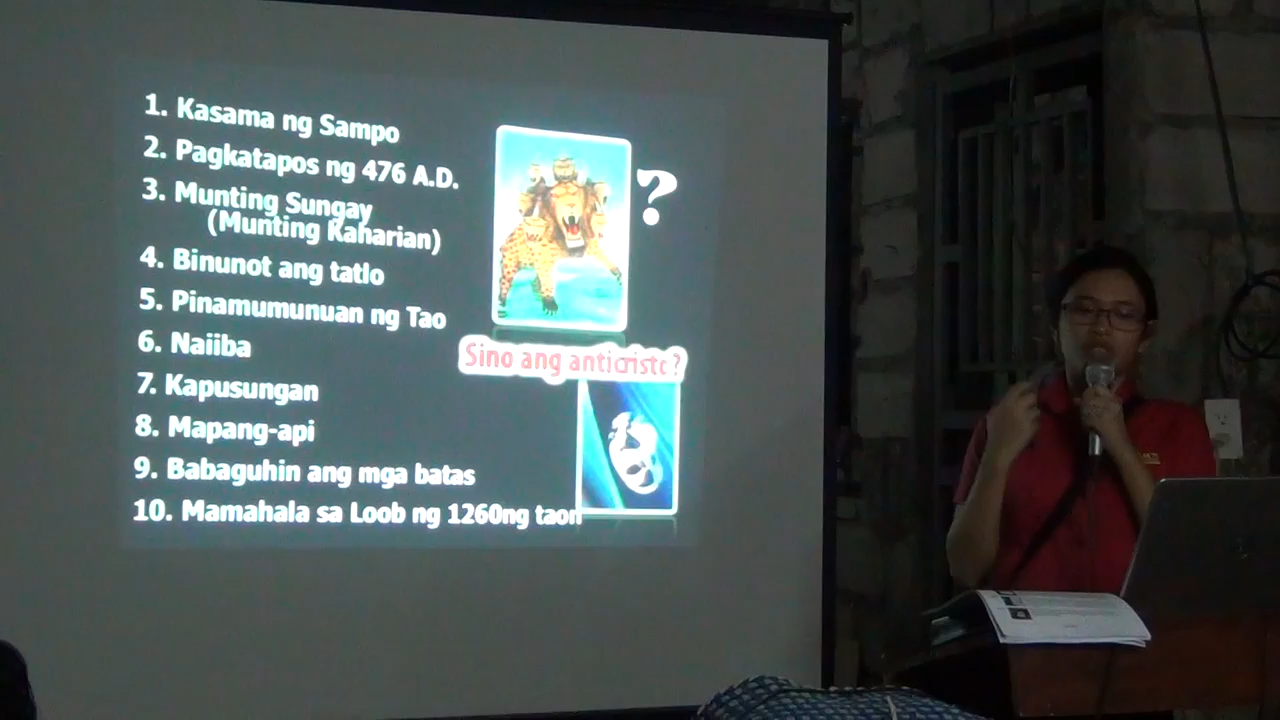 1. Kasama ng Sampo
2. Pagkatapos ng 476 A.D.
3. Munting Sungay
(Munting Kaharian)
4. Binunot ang tatlo
5. Pinamumunuan ng Tao
6. Naiiba
7. Kapusungan
8. Mapang-api
9. Babaguhin ang mga batas
10. Mamahala sa Loob ng 1260ng taon
?
Sino ang anticristo?